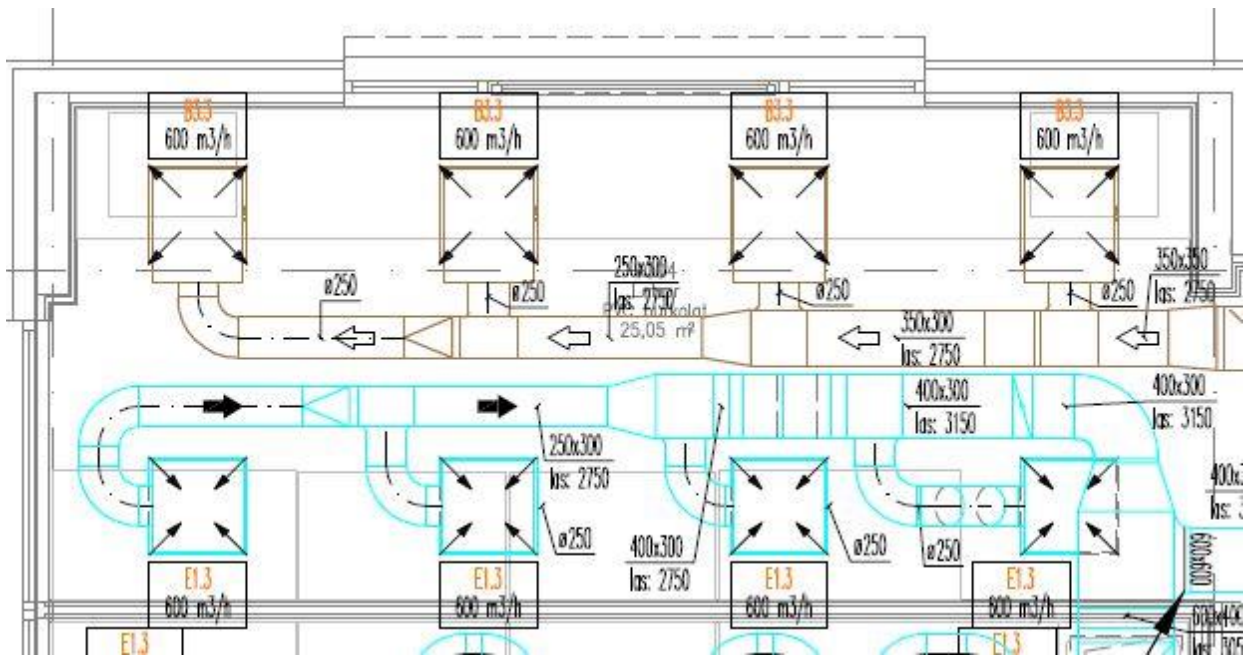 B3.3
600 m3/h
B3.3
600 m3/h
B3.3
600 m3/h
B3.3
600 m3/h
ø250
250x300
las: 2750
ø250
ø250
350x350
las: 2750
25,05 m²
350x300
las: 2750
400x300
las: 3150
400x300
las: 3150
250x300
las: 2750
ø250
400x300
las: 2750
ø250
ø250
600x600
E1.3
600 m3/h
E1.3
600 m3/h
E1.3
600 m3/h
E1.3
600 m3/h
E1.3
E1.3